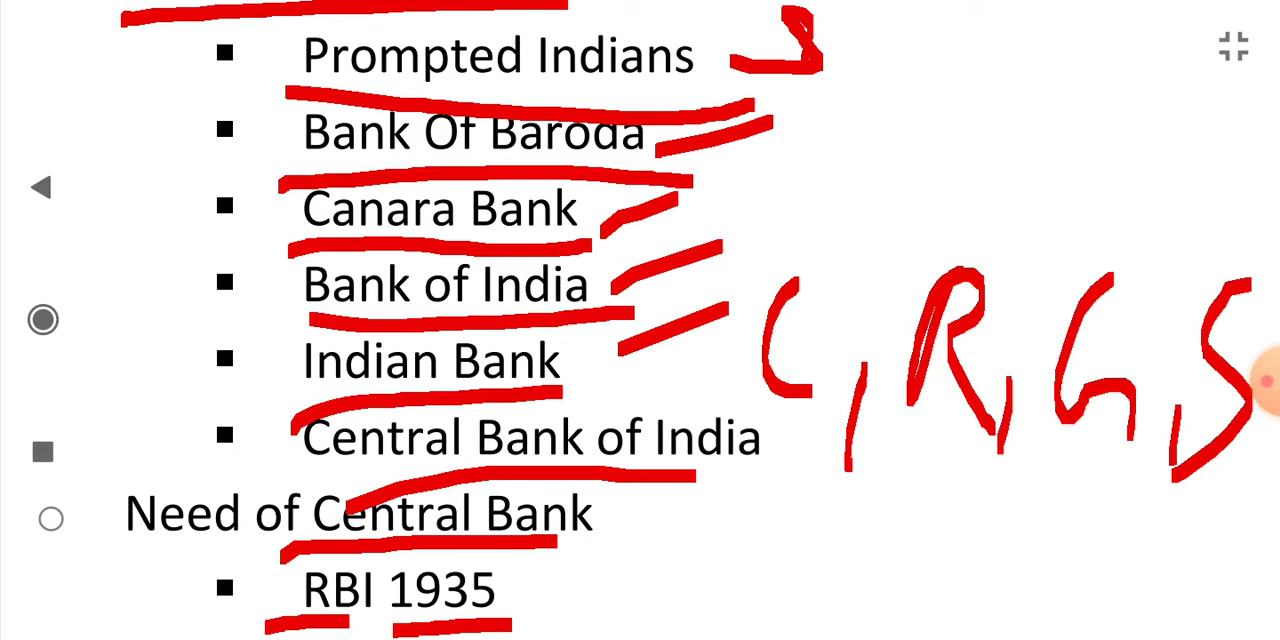 Prompted Indians
Bank Of Baroda
Canara Bank
Bank of India
Indian Bank
C, R, G, S
Central Bank of India
Need of Central Bank
RBI 1935